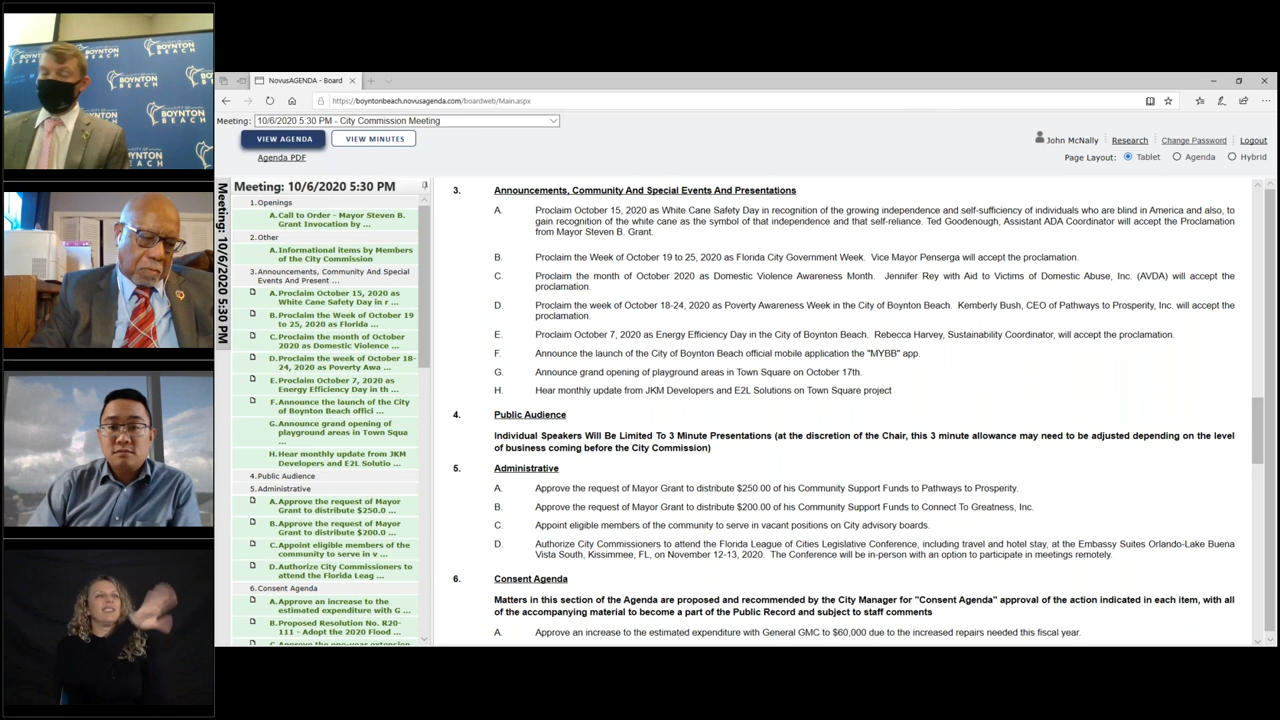 BOYNTON
BEACH
CITY OF
BOYNTON
BEACH
NovusAGENDA - Board
https://boyntonbeach.novusagenda.com/boardweb/Main.aspx
Meeting: 10/6/2020 5:30 PM - City Commission Meeting
VIEW AGENDA VIEW MINUTES
Agenda PDF
John McNally Research Change Password Logout
Page Layout: Tablet Agenda Hybrid
Meeting: 10/6/2020 5:30 PM
Meeting: 10/6/2020 5:30 PM
1.Openings
A.Call to Order - Mayor Steven B.
Grant Invocation by ...
2.Other
A.Informational items by Members
of the City Commission
3.Announcements, Community And Special
Events And Present ...
A.Proclaim October 15, 2020 as
White Cane Safety Day in r ...
B.Proclaim the Week of October 19
to 25, 2020 as Florida ...
C.Proclaim the month of October
2020 as Domestic Violence ...
D.Proclaim the week of October 18-
24, 2020 as Poverty Awa ...
E.Proclaim October 7, 2020 as
Energy Efficiency Day in th ...
F.Announce the launch of the City
of Boynton Beach offici ...
G.Announce grand opening of
playground areas in Town Squa
...
H.Hear monthly update from JKM
Developers and E2L Solutio ...
4.Public Audience
5.Administrative
A.Approve the request of Mayor
Grant to distribute $250.0 ...
B.Approve the request of Mayor
Grant to distribute $200.0 ...
C.Appoint eligible members of the
community to serve in v ...
D.Authorize City Commissioners to
attend the Florida Leag ...
6.Consent Agenda
A.Approve an increase to the
estimated expenditure with G ...
B.Proposed Resolution No. R20-
111 - Adopt the 2020 Flood ...
C.Approve the one-year extension
3. Announcements, Community And Special Events And Presentations
A. Proclaim October 15, 2020 as White Cane Safety Day in recognition of the growing independence and self-sufficiency of individuals who are blind in America and also, to
gain recognition of the white cane as the symbol of that independence and that self-reliance. Ted Goodenough, Assistant ADA Coordinator will accept the Proclamation
from Mayor Steven B. Grant.
B. Proclaim the Week of October 19 to 25, 2020 as Florida City Government Week. Vice Mayor Penserga will accept the proclamation.
C. Proclaim the month of October 2020 as Domestic Violence Awareness Month. Jennifer Rey with Aid to Victims of Domestic Abuse, Inc. (AVDA) will accept the
proclamation.
D. Proclaim the week of October 18-24, 2020 as Poverty Awareness Week in the City of Boynton Beach. Kemberly Bush, CEO of Pathways to Prosperity, Inc. will accept the
proclamation.
E. Proclaim October 7, 2020 as Energy Efficiency Day in the City of Boynton Beach. Rebecca Harvey, Sustainability Coordinator, will accept the proclamation.
F. Announce the launch of the City of Boynton Beach official mobile application the "MYBB" app.
G. Announce grand opening of playground areas in Town Square on October 17th.
H. Hear monthly update from JKM Developers and E2L Solutions on Town Square project
4. Public Audience
Individual Speakers Will Be Limited To 3 Minute Presentations (at the discretion of the Chair, this 3 minute allowance may need to be adjusted depending on the level
of business coming before the City Commission)
5. Administrative
A. Approve the request of Mayor Grant to distribute $250.00 of his Community Support Funds to Pathways to Prosperity.
B. Approve the request of Mayor Grant to distribute $200.00 of his Community Support Funds to Connect To Greatness, Inc.
C. Appoint eligible members of the community to serve in vacant positions on City advisory boards.
D. Authorize City Commissioners to attend the Florida League of Cities Legislative Conference, including travel and hotel stay, at the Embassy Suites Orlando-Lake Buena
Vista South, Kissimmee, FL, on November 12-13, 2020. The Conference will be in-person with an option to participate in meetings remotely.
6. Consent Agenda
Matters in this section of the Agenda are proposed and recommended by the City Manager for "Consent Agenda" approval of the action indicated in each item, with all
of the accompanying material to become a part of the Public Record and subject to staff comments
A. Approve an increase to the estimated expenditure with General GMC to $60,000 due to the increased repairs needed this fiscal year.